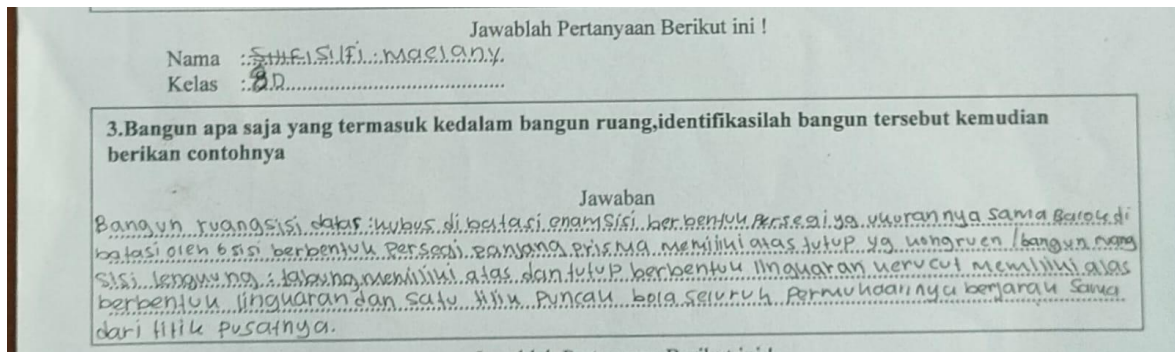 Jawablah Pertanyaan Berikut ini !
Nama : Siti Silfi maelany
Kelas : 8D
3.Bangun apa saja yang termasuk kedalam bangun ruang,identifikasilah bangun tersebut kemudian
berikan contohnya
Jawaban
Bangun ruang sisi datar : kubus di batasi enam sisi berbentuk persegi yg ukurannya sama Balok di
batasi oleh 6 sisi berbentuk persegi panjang prisma memiliki atas tutup yg kongruen / bangun ruang
sisi lengkung : tabung memiliki alas dan tutup berbentuk lingkaran kerucut memiliki alas
berbentuk lingkaran dan satu titik puncak bola seluruh permukaannya berjarak sama
dari titik pusatnya.